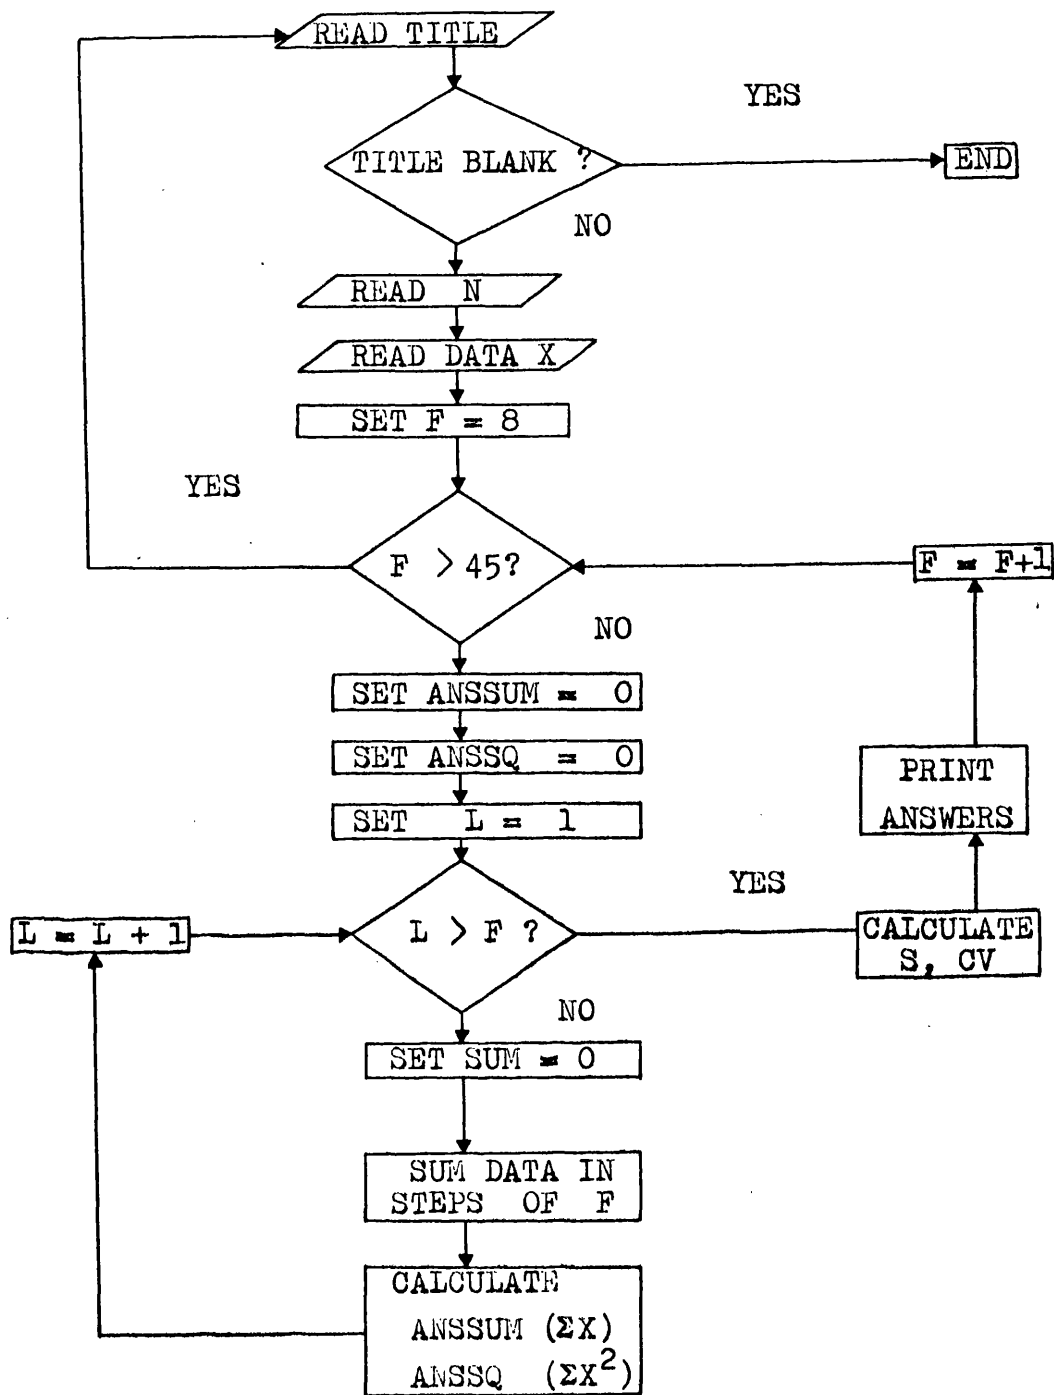 READ TITLE
YES
TITLE BLANK ?
END
NO
READ N
READ DATA X
SET F = 8
YES
F > 45?
F = F+1
NO
SET ANSSUM = 0
SET ANSSQ = 0
PRINT
ANSWERS
SET L = 1
YES
L = L + 1
L > F ?
CALCULATE
S, CV
NO
SET SUM = 0
SUM DATA IN
STEPS OF F
CALCULATE
ANSSUM (ΣX)
ANSSQ (ΣX²)